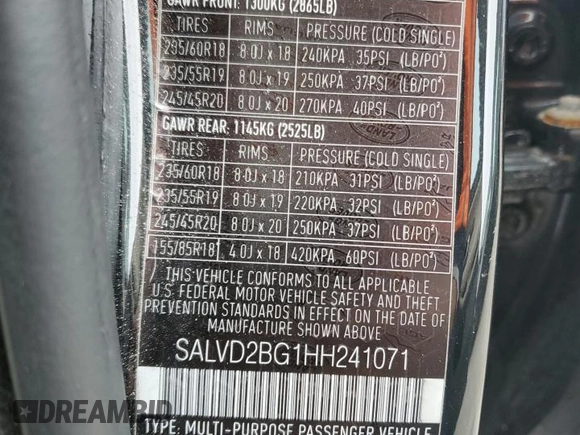 GAWR FRONT: 1300KG (2865LB)
TIRES RIMS PRESSURE (COLD SINGLE)
235/60R18 8.0J x 18 240KPA 35PSI (LB/PO²)
235/55R19 8.0J x 19 250KPA 37PSI (LB/PO²)
245/45R20 8.0J x 20 270KPA 40PSI (LB/PO²)
GAWR REAR: 1145KG (2525LB)
TIRES RIMS PRESSURE (COLD SINGLE)
235/60R18 8.0J x 18 210KPA 31PSI (LB/PO²)
235/55R19 8.0J x 19 220KPA 32PSI (LB/PO²)
245/45R20 8.0J x 20 250KPA 37PSI (LB/PO²)
155/85R18 4.0J x 18 420KPA 60PSI (LB/PO²)
THIS VEHICLE CONFORMS TO ALL APPLICABLE
U.S. FEDERAL MOTOR VEHICLE SAFETY AND THEFT
PREVENTION STANDARDS IN EFFECT ON THE DATE OF
MANUFACTURE SHOWN ABOVE
SALVD2BG1HH241071
TYPE: MULTI-PURPOSE PASSENGER VEHICLE
DREAMBID